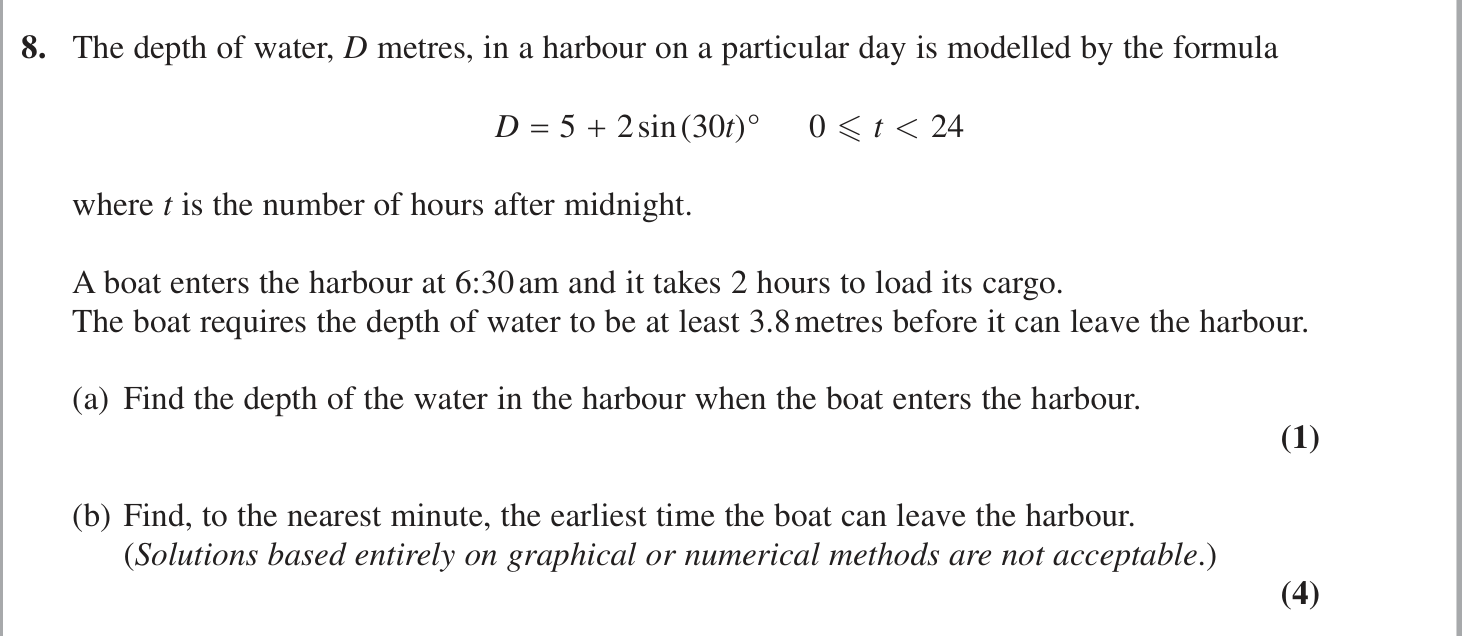 8. The depth of water, D metres, in a harbour on a particular day is modelled by the formula
D = 5 + 2 sin (30t)° 0 ⩽ t < 24
where t is the number of hours after midnight.
A boat enters the harbour at 6:30 am and it takes 2 hours to load its cargo.
The boat requires the depth of water to be at least 3.8 metres before it can leave the harbour.
(a) Find the depth of the water in the harbour when the boat enters the harbour.
(1)
(b) Find, to the nearest minute, the earliest time the boat can leave the harbour.
(Solutions based entirely on graphical or numerical methods are not acceptable.)
(4)